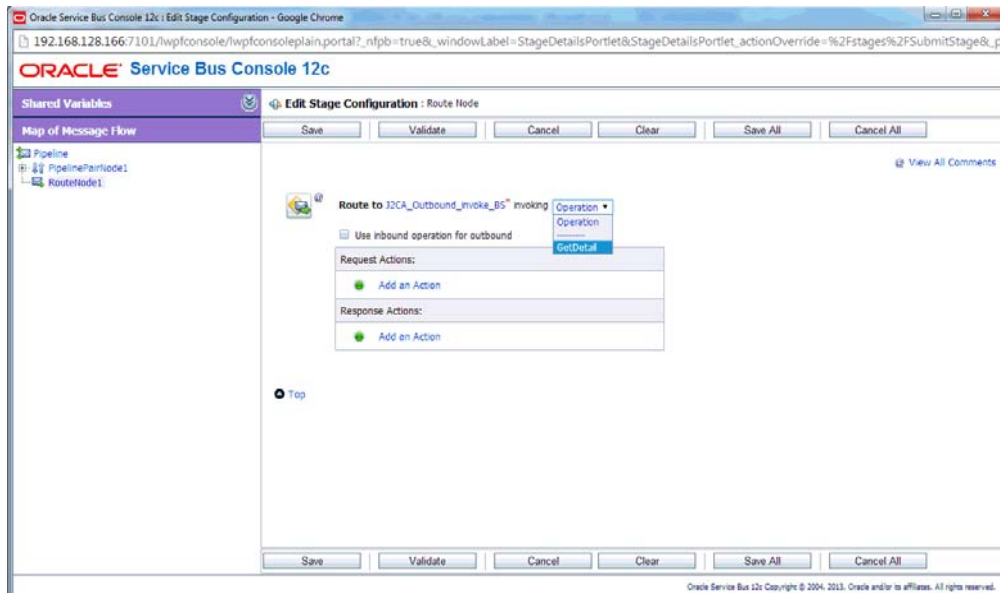 Oracle Service Bus Console 12c : Edit Stage Configuration - Google Chrome
192.168.128.166:7101/lwpfconsole/lwpfconsoleplain.portal?_nfpb=true&_windowLabel=StageDetailsPortlet&StageDetailsPortlet_actionOverride=%2Fstages%2FSubmitStage&_p
ORACLE Service Bus Console 12c
Shared Variables
Edit Stage Configuration : Route Node
Map of Message Flow
Save Validate Cancel Clear Save All Cancel All
Pipeline
PipelinePairNode1
RouteNode1
View All Comments
Route to J2CA_Outbound_invoke_BS* invoking Operation
Operation
---------
GetDetail
Use inbound operation for outbound
Request Actions:
Add an Action
Response Actions:
Add an Action
Top
Save Validate Cancel Clear Save All Cancel All
Oracle Service Bus 12c Copyright © 2004, 2013, Oracle and/or its affiliates. All rights reserved.